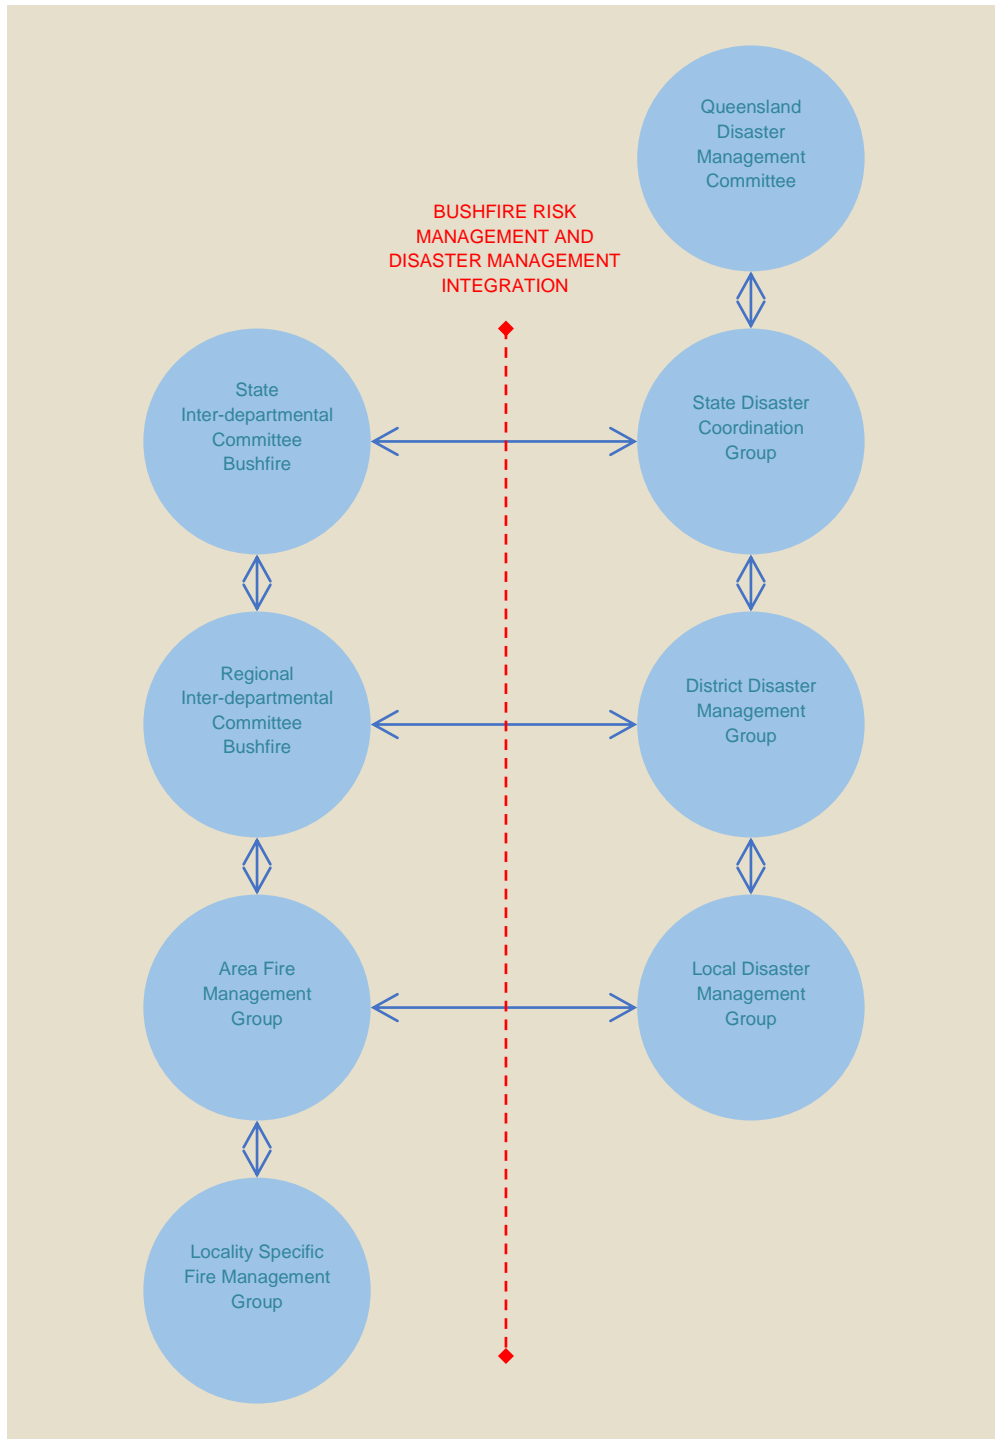 Queensland
Disaster
Management
Committee
BUSHFIRE RISK
MANAGEMENT AND
DISASTER MANAGEMENT
INTEGRATION
State
Inter-departmental
Committee
Bushfire
State Disaster
Coordination
Group
Regional
Inter-departmental
Committee
Bushfire
District Disaster
Management
Group
Area Fire
Management
Group
Local Disaster
Management
Group
Locality Specific
Fire Management
Group